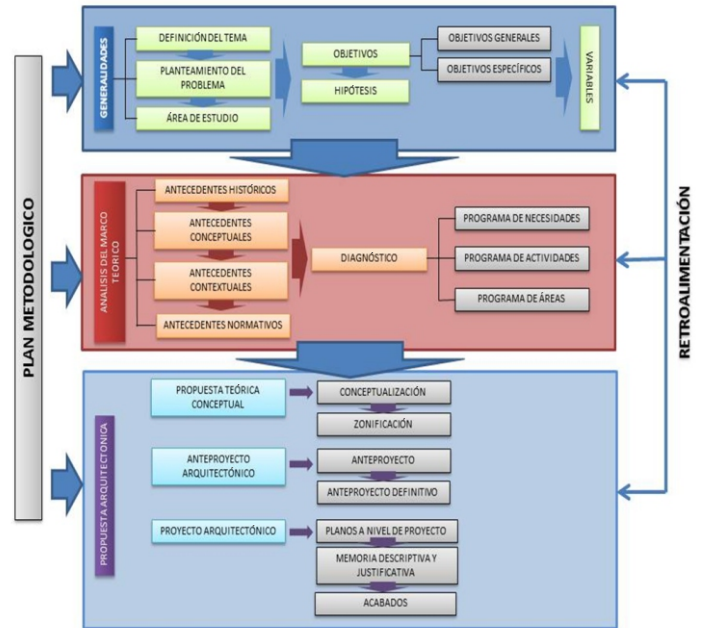 PLAN METODOLOGICO
GENERALIDADES
DEFINICIÓN DEL TEMA
PLANTEAMIENTO DEL
PROBLEMA
ÁREA DE ESTUDIO
OBJETIVOS
HIPÓTESIS
OBJETIVOS GENERALES
OBJETIVOS ESPECÍFICOS
VARIABLES
ANALISIS DEL MARCO
TEORICO
ANTECEDENTES HISTÓRICOS
ANTECEDENTES
CONCEPTUALES
ANTECEDENTES
CONTEXTUALES
ANTECEDENTES NORMATIVOS
DIAGNÓSTICO
PROGRAMA DE NECESIDADES
PROGRAMA DE ACTIVIDADES
PROGRAMA DE ÁREAS
PROPUESTA ARQUITECTONICA
PROPUESTA TEÓRICA
CONCEPTUAL
CONCEPTUALIZACIÓN
ZONIFICACIÓN
ANTEPROYECTO
ARQUITECTÓNICO
ANTEPROYECTO
ANTEPROYECTO DEFINITIVO
PROYECTO ARQUITECTÓNICO
PLANOS A NIVEL DE PROYECTO
MEMORIA DESCRIPTIVA Y
JUSTIFICATIVA
ACABADOS
RETROALIMENTACIÓN